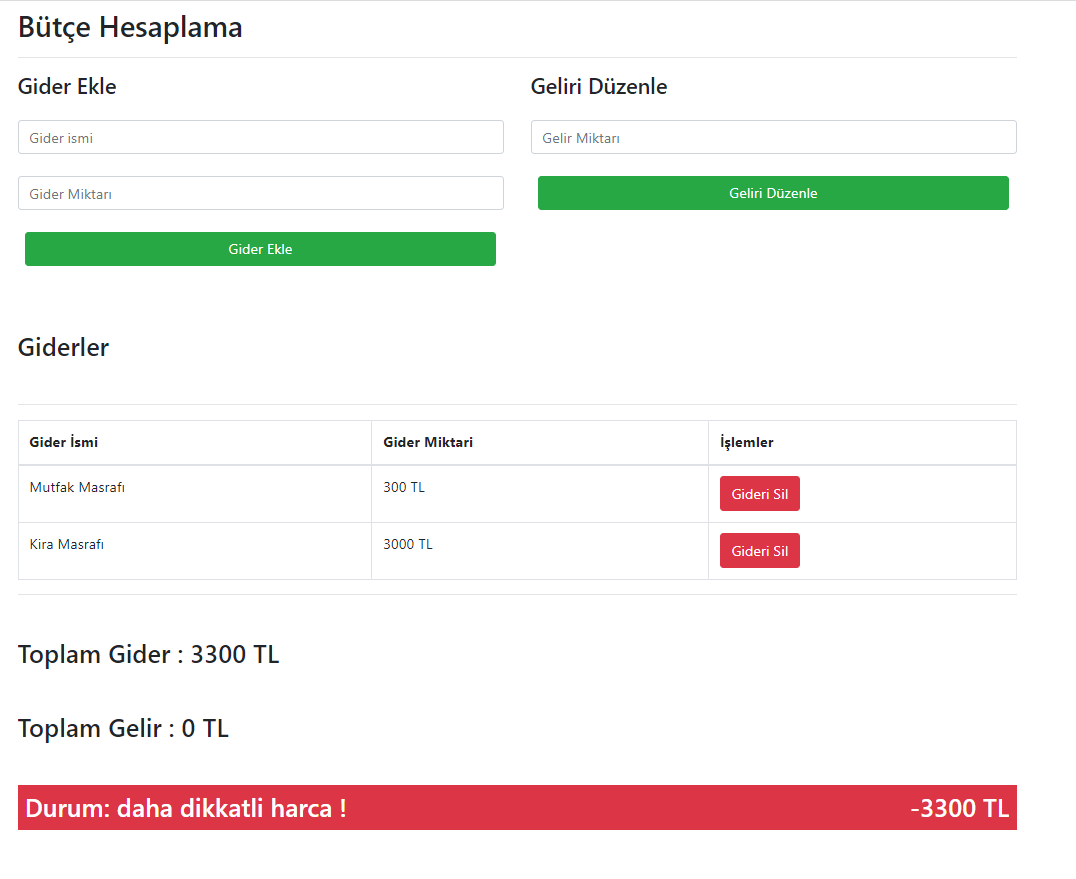 Bütçe Hesaplama
Gider Ekle
Gider ismi
Gider Miktarı
Gider Ekle
Geliri Düzenle
Gelir Miktarı
Geliri Düzenle
Giderler
Gider İsmi Gider Miktari İşlemler
Mutfak Masrafı 300 TL Gideri Sil
Kira Masrafı 3000 TL Gideri Sil
Toplam Gider : 3300 TL
Toplam Gelir : 0 TL
Durum: daha dikkatli harca ! -3300 TL